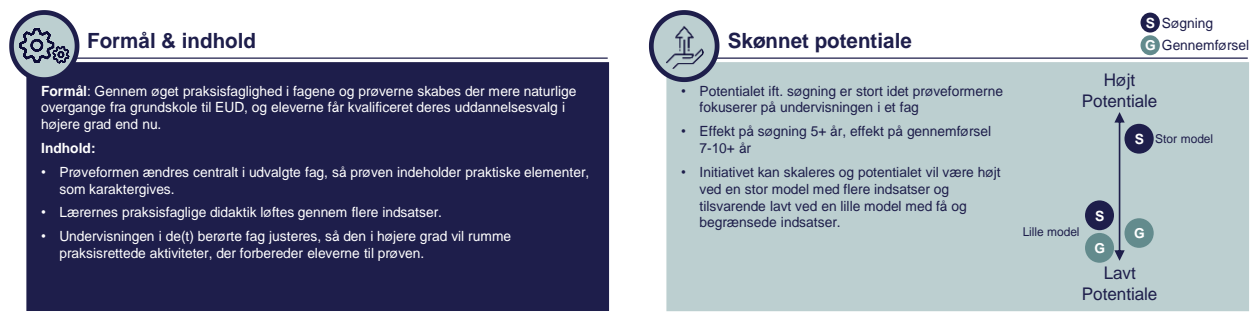 Formål & indhold
Formål: Gennem øget praksisfaglighed i fagene og prøverne skabes der mere naturlige
overgange fra grundskole til EUD, og eleverne får kvalificeret deres uddannelsesvalg i
højere grad end nu.
Indhold:
• Prøveformen ændres centralt i udvalgte fag, så prøven indeholder praktiske elementer,
som karaktergives.
• Lærernes praksisfaglige didaktik løftes gennem flere indsatser.
• Undervisningen i de(t) berørte fag justeres, så den i højere grad vil rumme
praksisrettede aktiviteter, der forbereder eleverne til prøven.
Skønnet potentiale
S Søgning
G Gennemførsel
• Potentialet ift. søgning er stort idet prøveformerne
fokuserer på undervisningen i et fag
• Effekt på søgning 5+ år, effekt på gennemførsel
7-10+ år
• Initiativet kan skaleres og potentialet vil være højt
ved en stor model med flere indsatser og
tilsvarende lavt ved en lille model med få og
begrænsede indsatser.
Højt
Potentiale
S Stor model
S
Lille model
G
G
Lavt
Potentiale